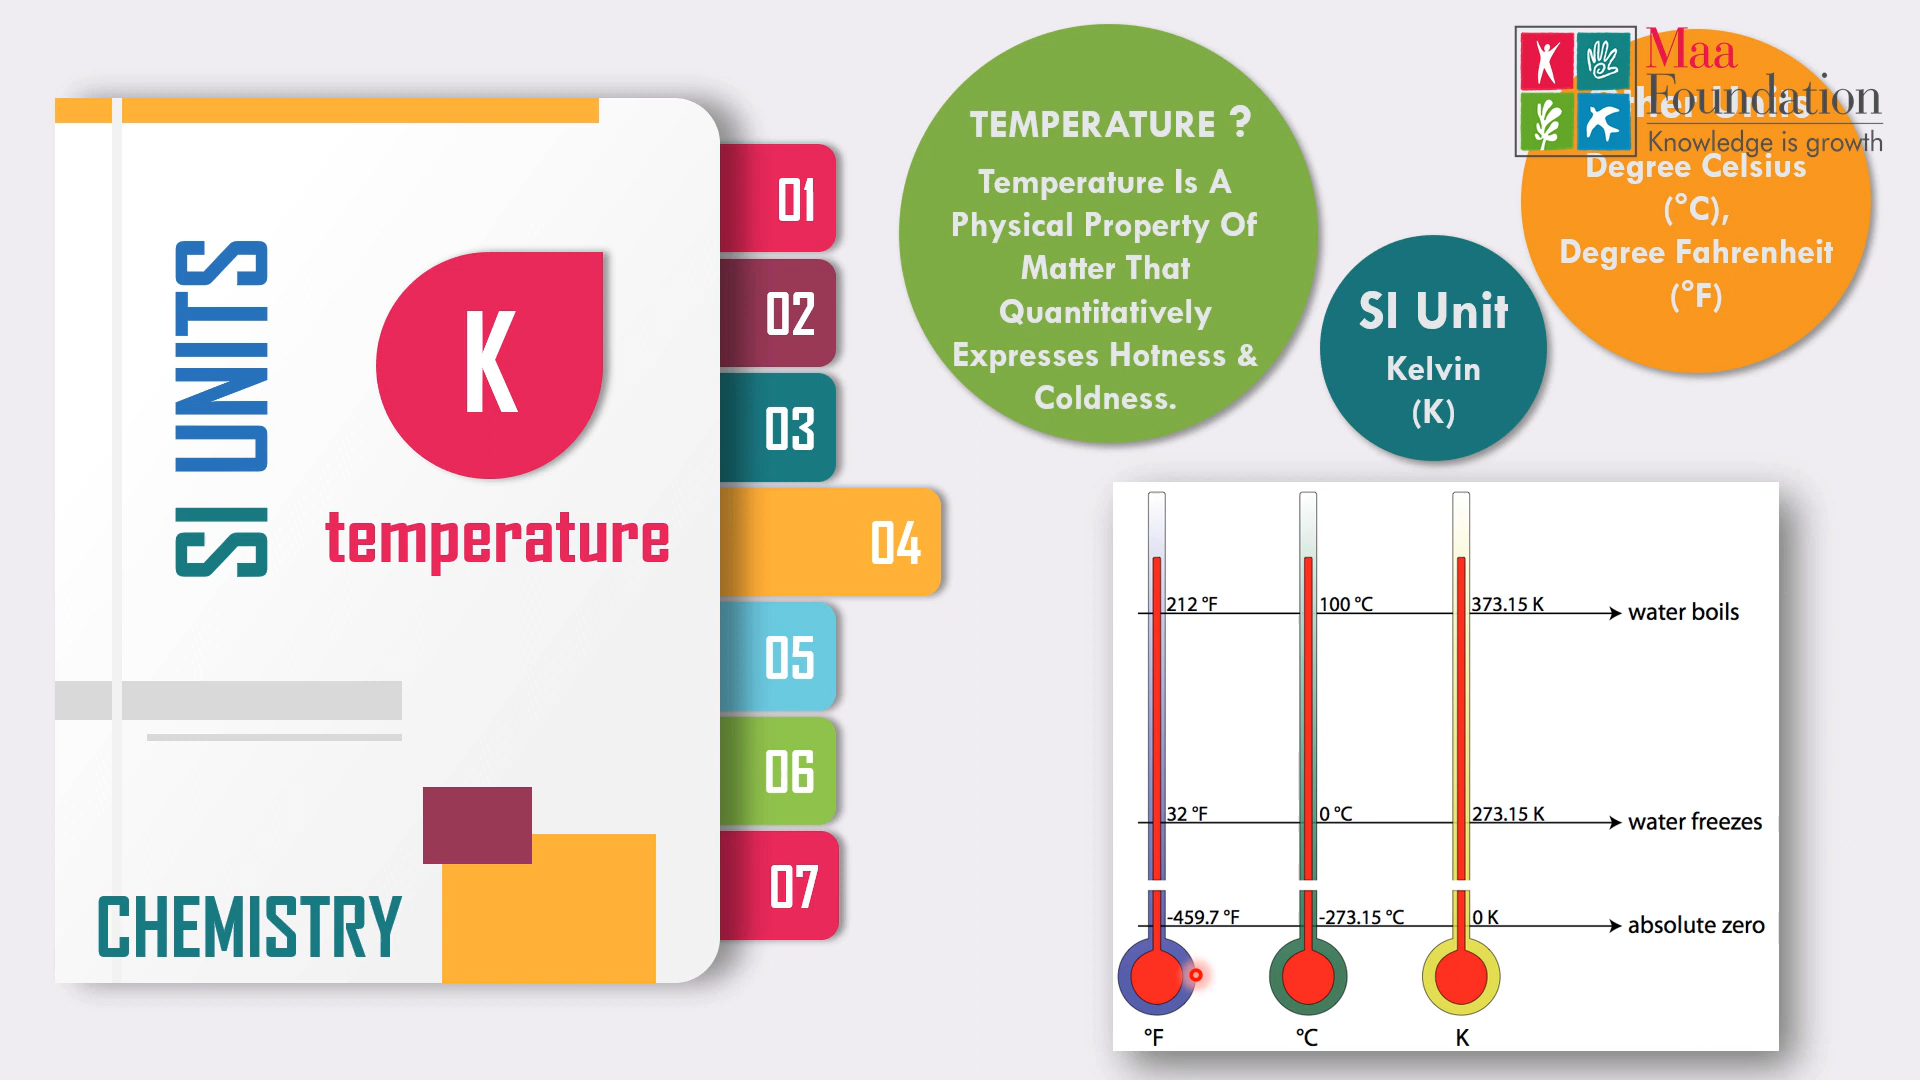 SI UNITS
K
temperature
CHEMISTRY
01
02
03
04
05
06
07
TEMPERATURE ?
Temperature Is A
Physical Property Of
Matter That
Quantitatively
Expresses Hotness &
Coldness.
SI Unit
Kelvin
(K)
Maa
Foundation
Knowledge is growth
Other Units
Degree Celsius
(°C),
Degree Fahrenheit
(°F)
212 °F 100 °C 373.15 K water boils
32 °F 0 °C 273.15 K water freezes
-459.7 °F -273.15 °C 0 K absolute zero
°F °C K